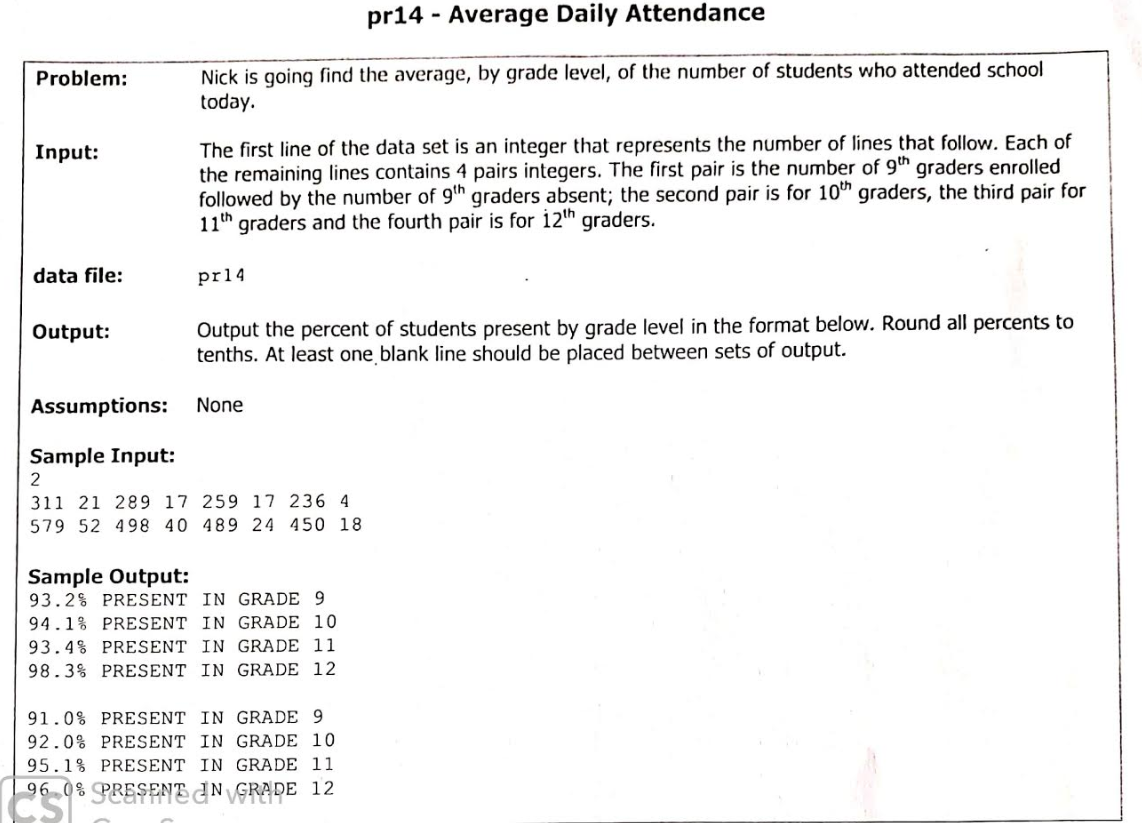 pr14 - Average Daily Attendance
Problem: Nick is going find the average, by grade level, of the number of students who attended school
today.
Input: The first line of the data set is an integer that represents the number of lines that follow. Each of
the remaining lines contains 4 pairs integers. The first pair is the number of 9th graders enrolled
followed by the number of 9th graders absent; the second pair is for 10th graders, the third pair for
11th graders and the fourth pair is for 12th graders.
data file: pr14
Output: Output the percent of students present by grade level in the format below. Round all percents to
tenths. At least one blank line should be placed between sets of output.
Assumptions: None
Sample Input:
2
311 21 289 17 259 17 236 4
579 52 498 40 489 24 450 18
Sample Output:
93.2% PRESENT IN GRADE 9
94.1% PRESENT IN GRADE 10
93.4% PRESENT IN GRADE 11
98.3% PRESENT IN GRADE 12
91.0% PRESENT IN GRADE 9
92.0% PRESENT IN GRADE 10
95.1% PRESENT IN GRADE 11
96.0% PRESENT IN GRADE 12
CS Scanned with